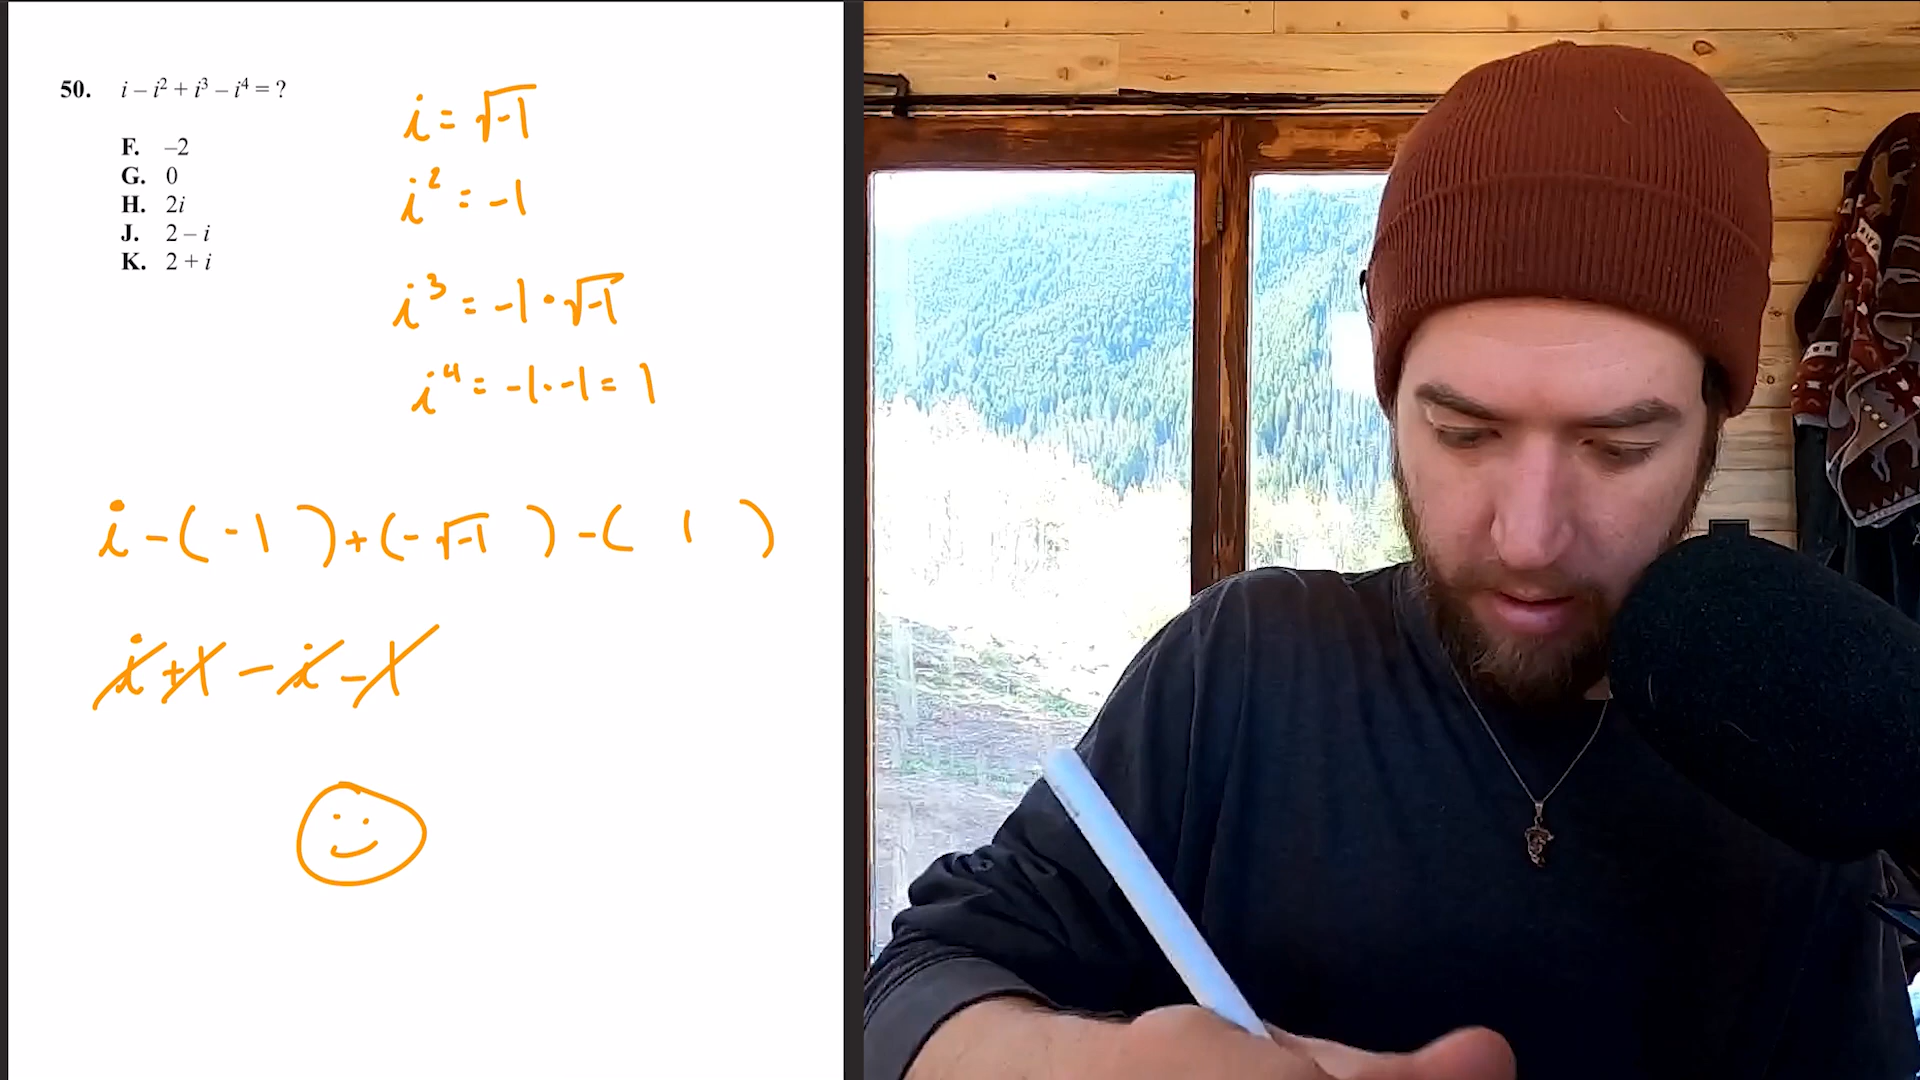 50. i – i² + i³ – i⁴ = ?
F. –2
G. 0
H. 2i
J. 2 – i
K. 2 + i
i = √-1
i² = -1
i³ = -1 · √-1
i⁴ = -1 · -1 = 1
i - ( -1 ) + ( - √-1 ) - ( 1 )
i + 1 - i - 1